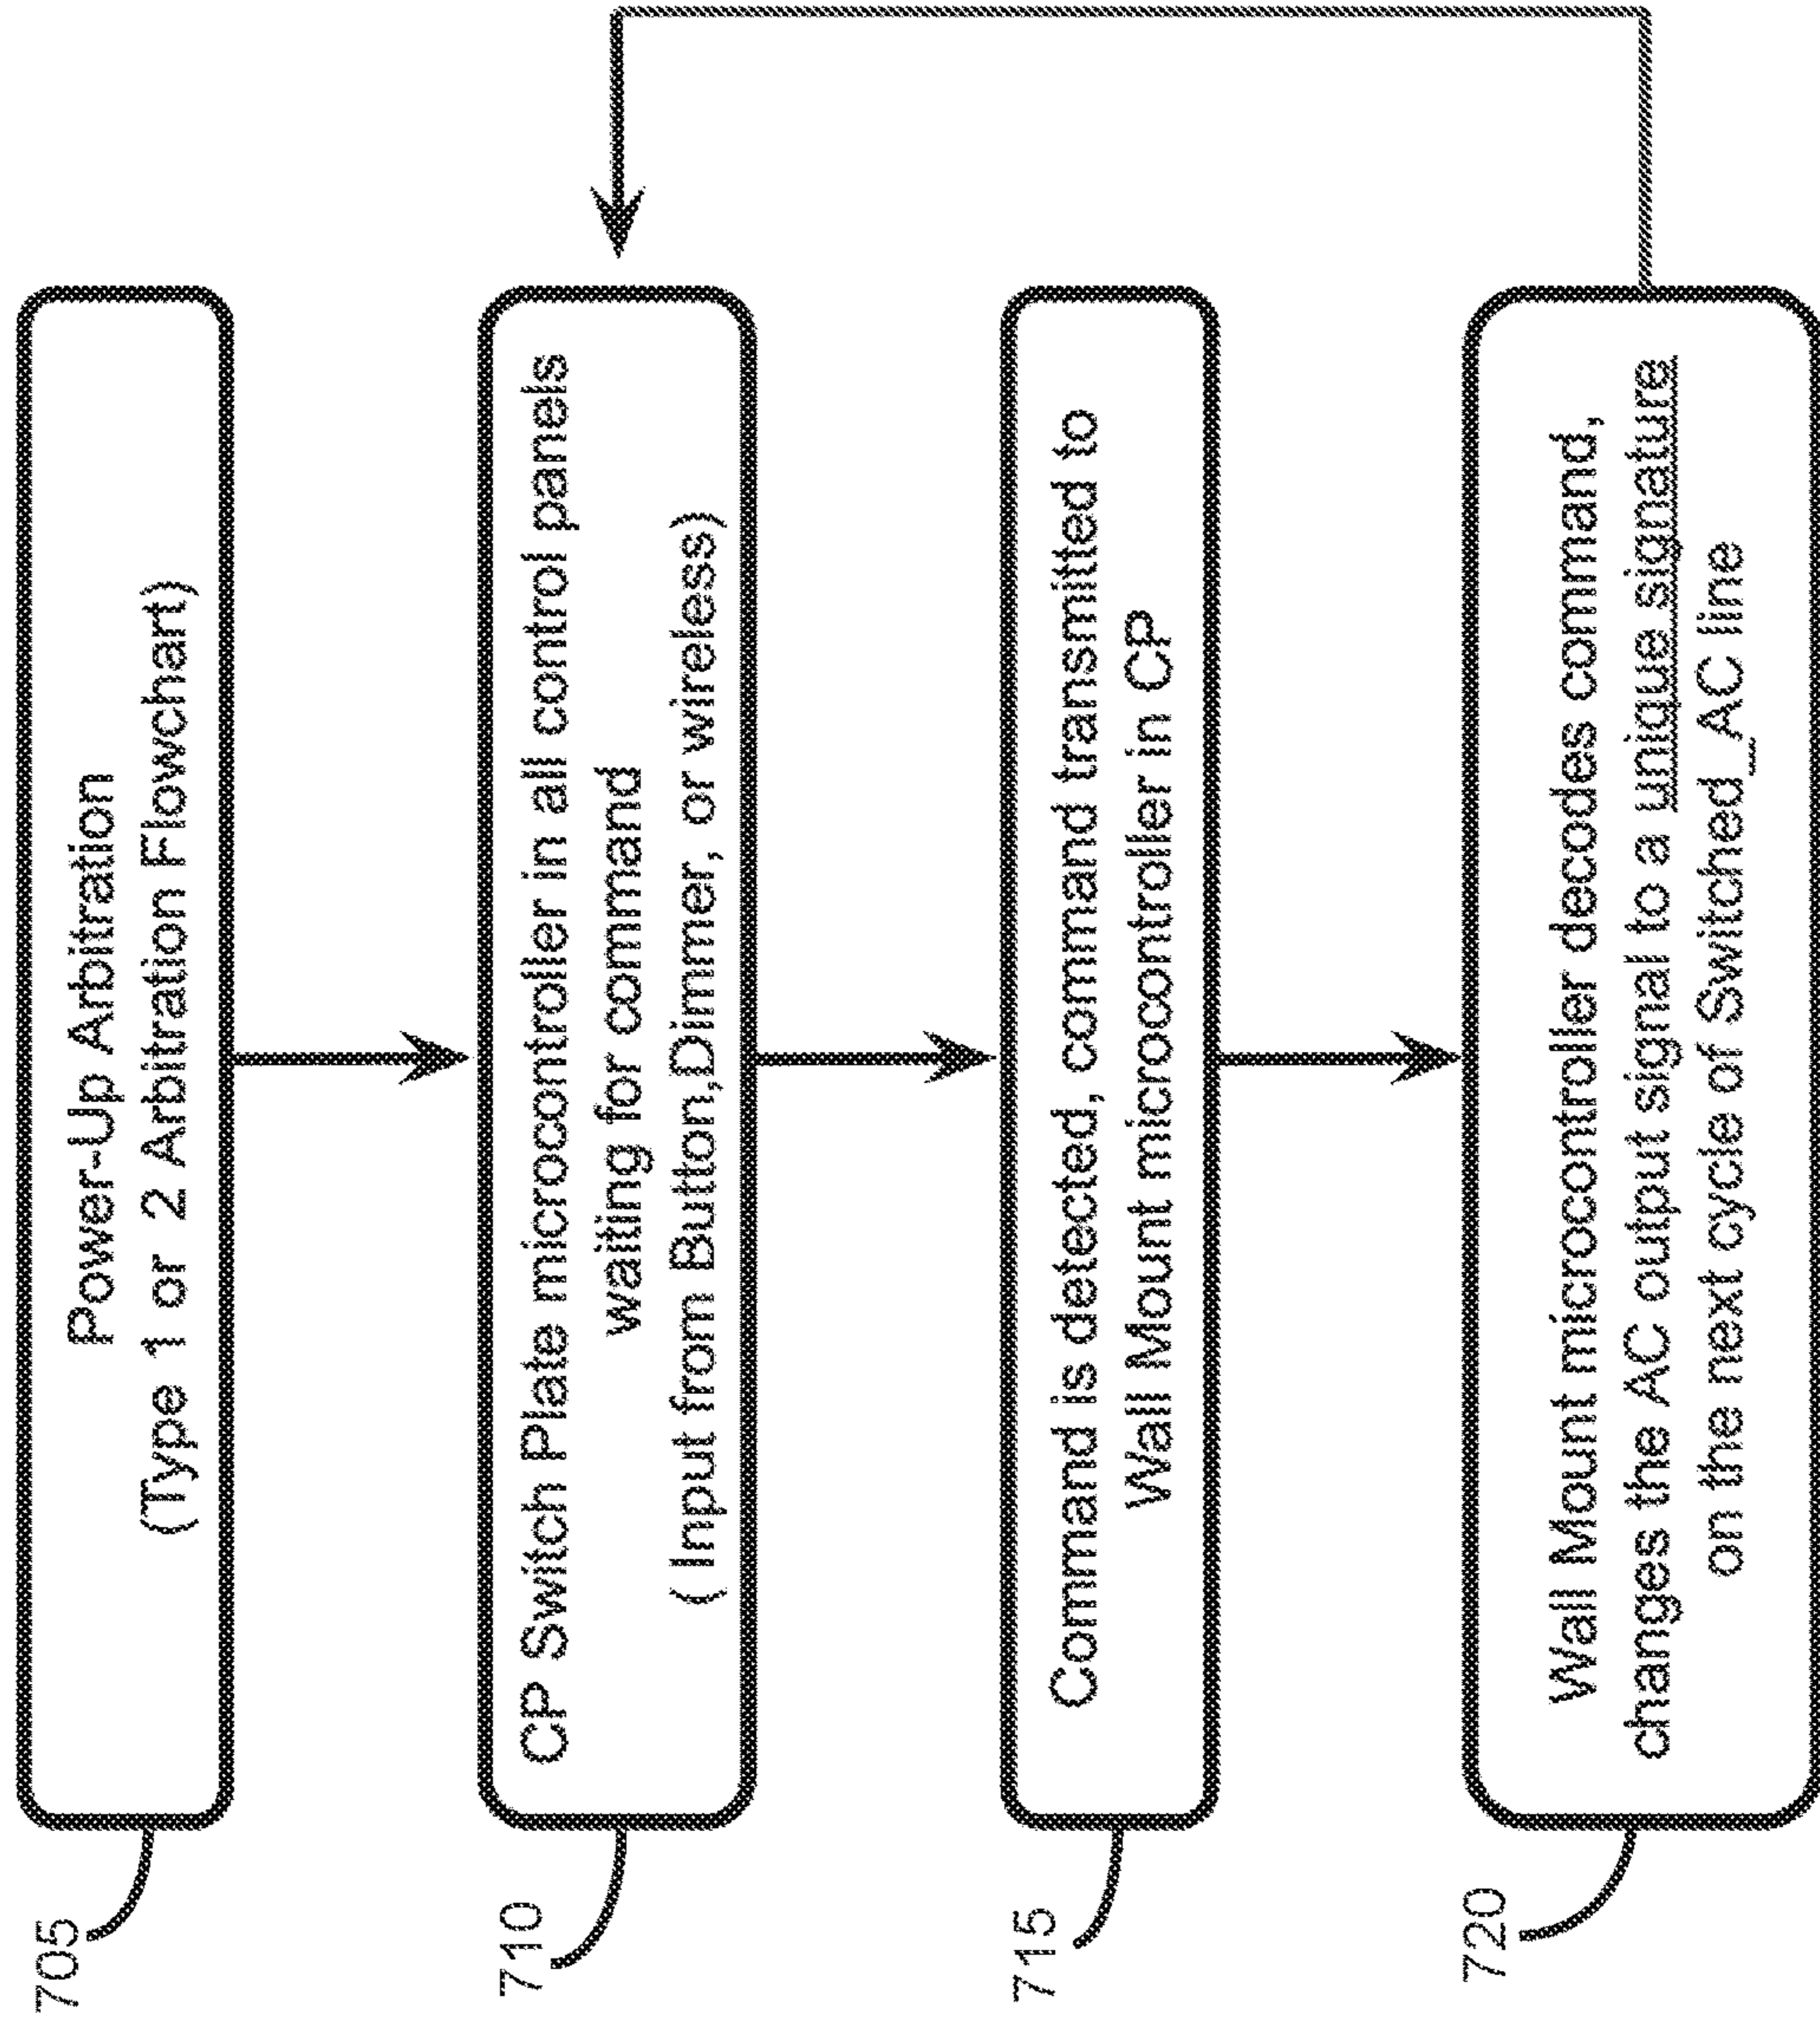 705
Power-Up Arbitration
(Type 1 or 2 Arbitration Flowchart)
710
CP Switch Plate microcontroller in all control panels
waiting for command
( Input from Button,Dimmer, or wireless)
715
Command is detected, command transmitted to
Wall Mount microcontroller in CP
720
Wall Mount microcontroller decodes command,
changes the AC output signal to a unique signature
on the next cycle of Switched_AC line